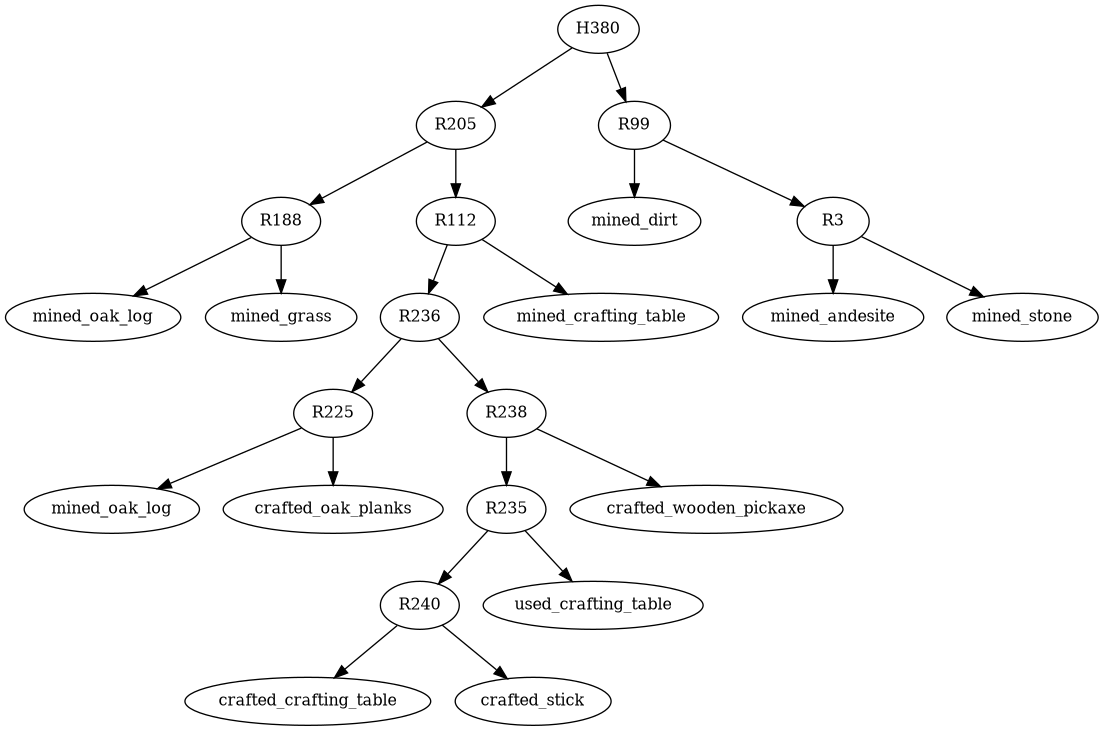 H380
R205
R99
R188
R112
mined_dirt
R3
mined_oak_log
mined_grass
R236
mined_crafting_table
mined_andesite
mined_stone
R225
R238
mined_oak_log
crafted_oak_planks
R235
crafted_wooden_pickaxe
R240
used_crafting_table
crafted_crafting_table
crafted_stick